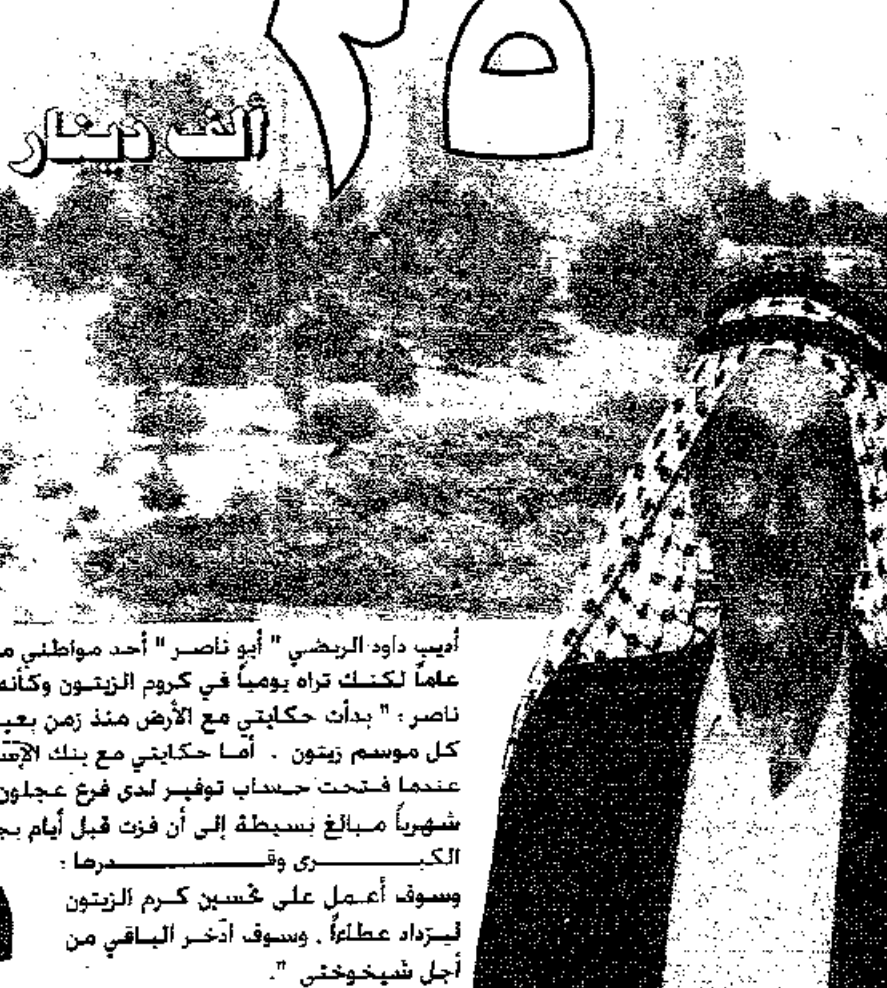 ٢٥
ألف دينار
أديب داود الربضي " أبو ناصر " أحد مواطني
عاماً لكنك تراه يومياً في كروم الزيتون وكأنه
ناصر : " بدأت حكايتي مع الأرض منذ زمن
كل موسم زيتون . أما حكايتي مع بنك
عندما فتحت حساب توفير لدى فرع عجلون
شهرياً مبالغ بسيطة إلى أن فزت قبل أيام
الكبرى وقدرها :
وسوف أعمل على تحسين كرم الزيتون
ليزداد عطاءاً . وسوف أدخر الباقي من
أجل شيخوختي ".